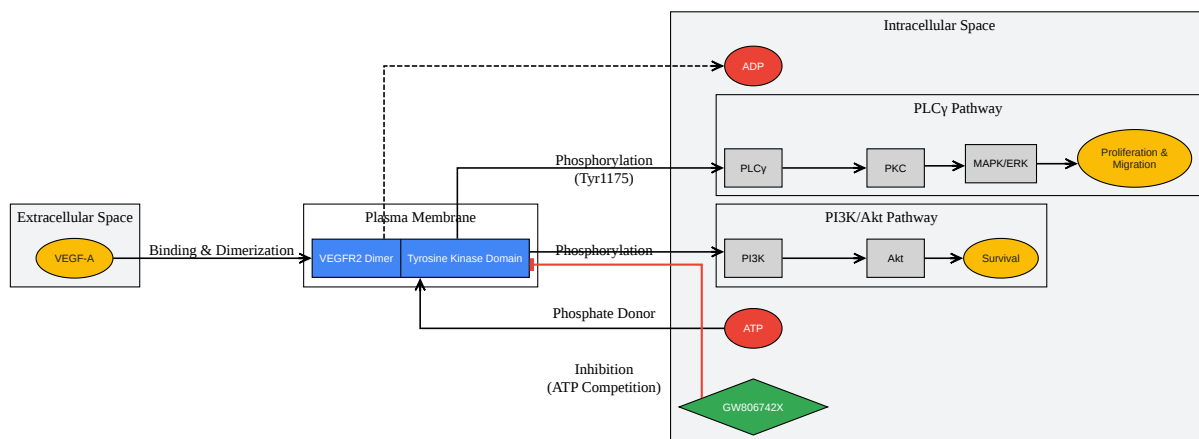 Intracellular Space
ADP
PLCγ Pathway
Phosphorylation
(Tyr1175)
PLCγ
PKC
MAPK/ERK
Proliferation &
Migration
Extracellular Space
VEGF-A
Binding & Dimerization
Plasma Membrane
VEGFR2 Dimer
Tyrosine Kinase Domain
Phosphorylation
PI3K/Akt Pathway
PI3K
Akt
Survival
Phosphate Donor
ATP
Inhibition
(ATP Competition)
GW806742X